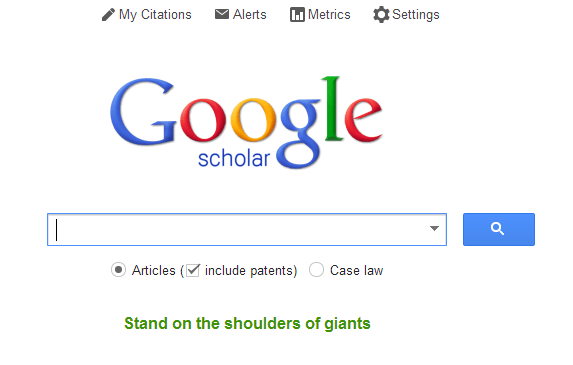 My Citations Alerts Metrics Settings
Google
scholar
Articles (include patents) Case law
Stand on the shoulders of giants